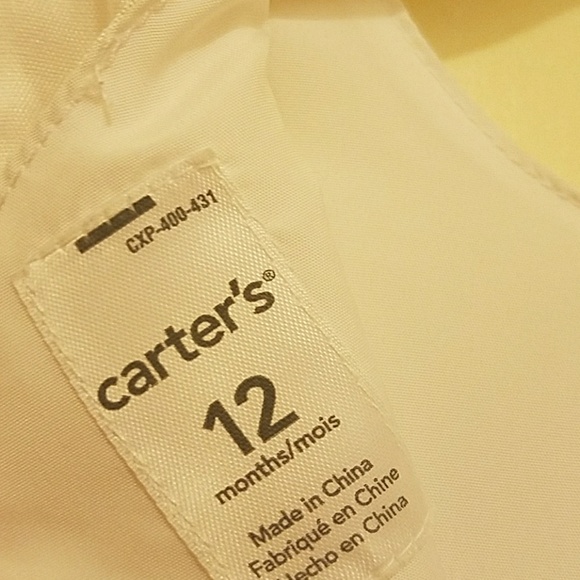 CXP-400-431
carter's®
12
months/mois
Made in China
Fabriqué en Chine
Hecho en China